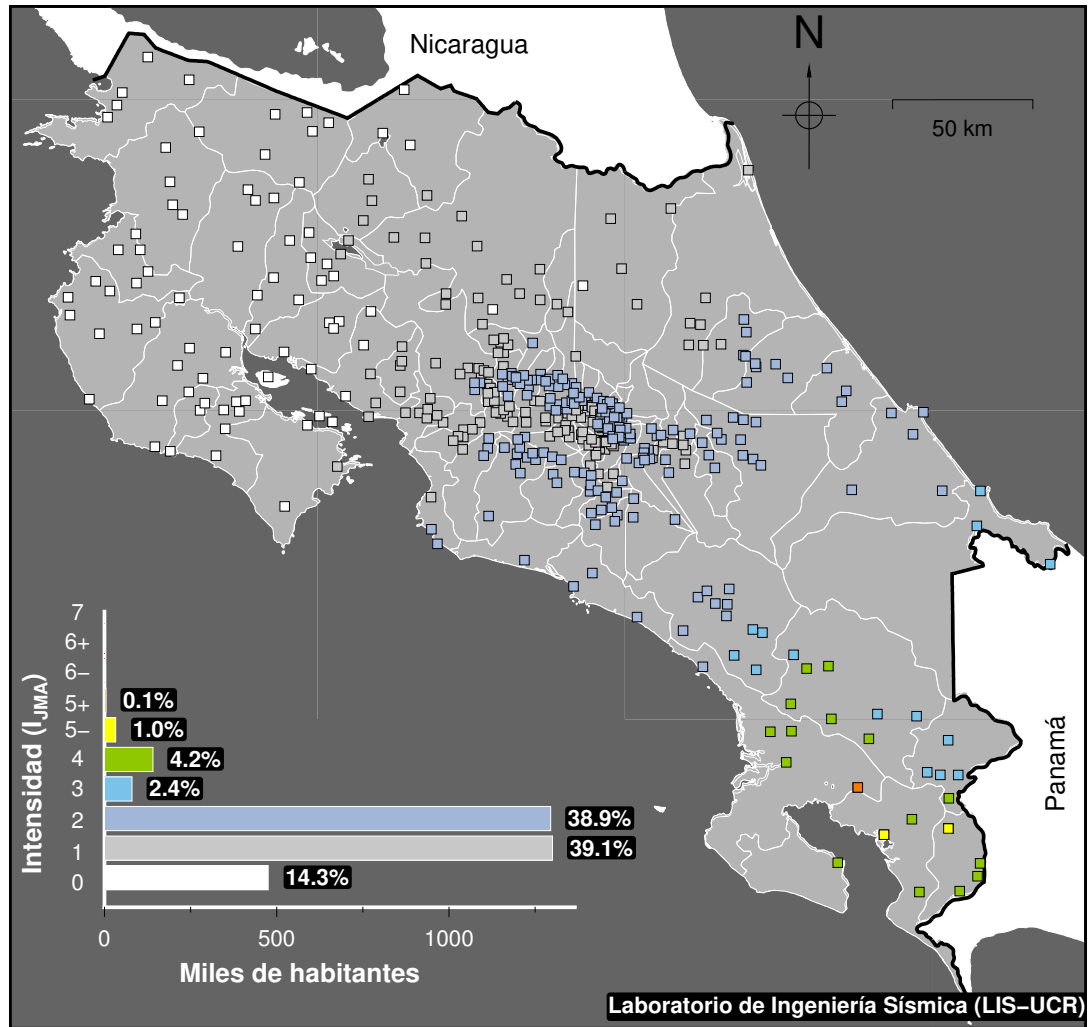 Nicaragua
N
50 km
Panamá
Intensidad (I_JMA)
7
6+
6−
5+
0.1%
5−
1.0%
4
4.2%
3
2.4%
2
38.9%
1
39.1%
0
14.3%
0
500
1000
Miles de habitantes
Laboratorio de Ingeniería Sísmica (LIS−UCR)